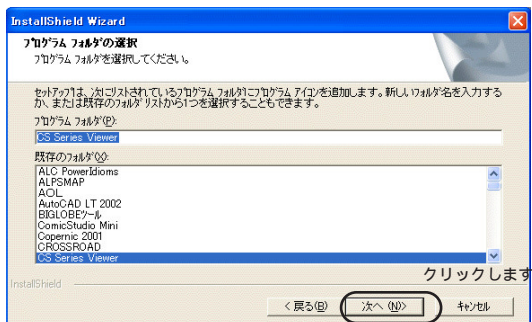 InstallShield Wizard
プログラム フォルダの選択
プログラム フォルダを選択してください。
セットアップは、次にリストされているプログラム フォルダにプログラム アイコンを追加します。新しいフォルダ名を入力する
か、または既存のフォルダ リストから1つを選択することもできます。
プログラム フォルダ(P):
CS Series Viewer
既存のフォルダ(X):
ALC PowerIdioms
ALPSMAP
AOL
AutoCAD LT 2002
BIGLOBEツール
ComicStudio Mini
Copernic 2001
CROSSROAD
CS Series Viewer
クリックします
InstallShield
< 戻る(B)
次へ (N)>
キャンセル